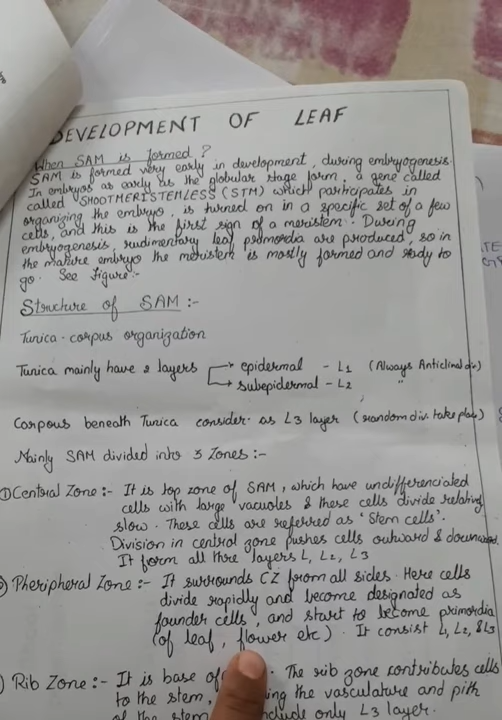 DEVELOPMENT OF LEAF
When SAM is formed ?
SAM is formed very early in development, during embryogenesis.
In embryos as early as the globular stage form, a gene called
called SHOOTMERISTEMLESS (STM) which participates in
organizing the embryo, is turned on in a specific set of a few
cells, and this is the first sign of a meristem. During
embryogenesis, rudimentary leaf primordia are produced, so in
the mature embryo the meristem is mostly formed and ready to
go. See Figure:-
Structure of SAM :-
Tunica-corpus organization
Tunica mainly have 2 layers → epidermal - L1 (Always Anticlinal div)
→ subepidermal - L2 "
Corpous beneath Tunica consider as L3 layer (random div. take place)
Mainly SAM divided into 3 Zones :-
① Central Zone :- It is top zone of SAM, which have undifferenciated
cells with large vacuoles & these cells divide relativly
slow. These cells are referred as 'Stem cells'.
Division in central zone pushes cells outward & downward.
It form all three layers L, L2, L3
Pheripheral Zone :- It surrounds CZ from all sides. Here cells
divide rapidly and become designated as
founder cells, and start to become primordia
(of leaf, flower etc). It consist L1, L2, & L3
) Rib Zone :- It is base of The rib zone contributes cells
to the stem, the vasculature and pith
of the stem only L3 layer.